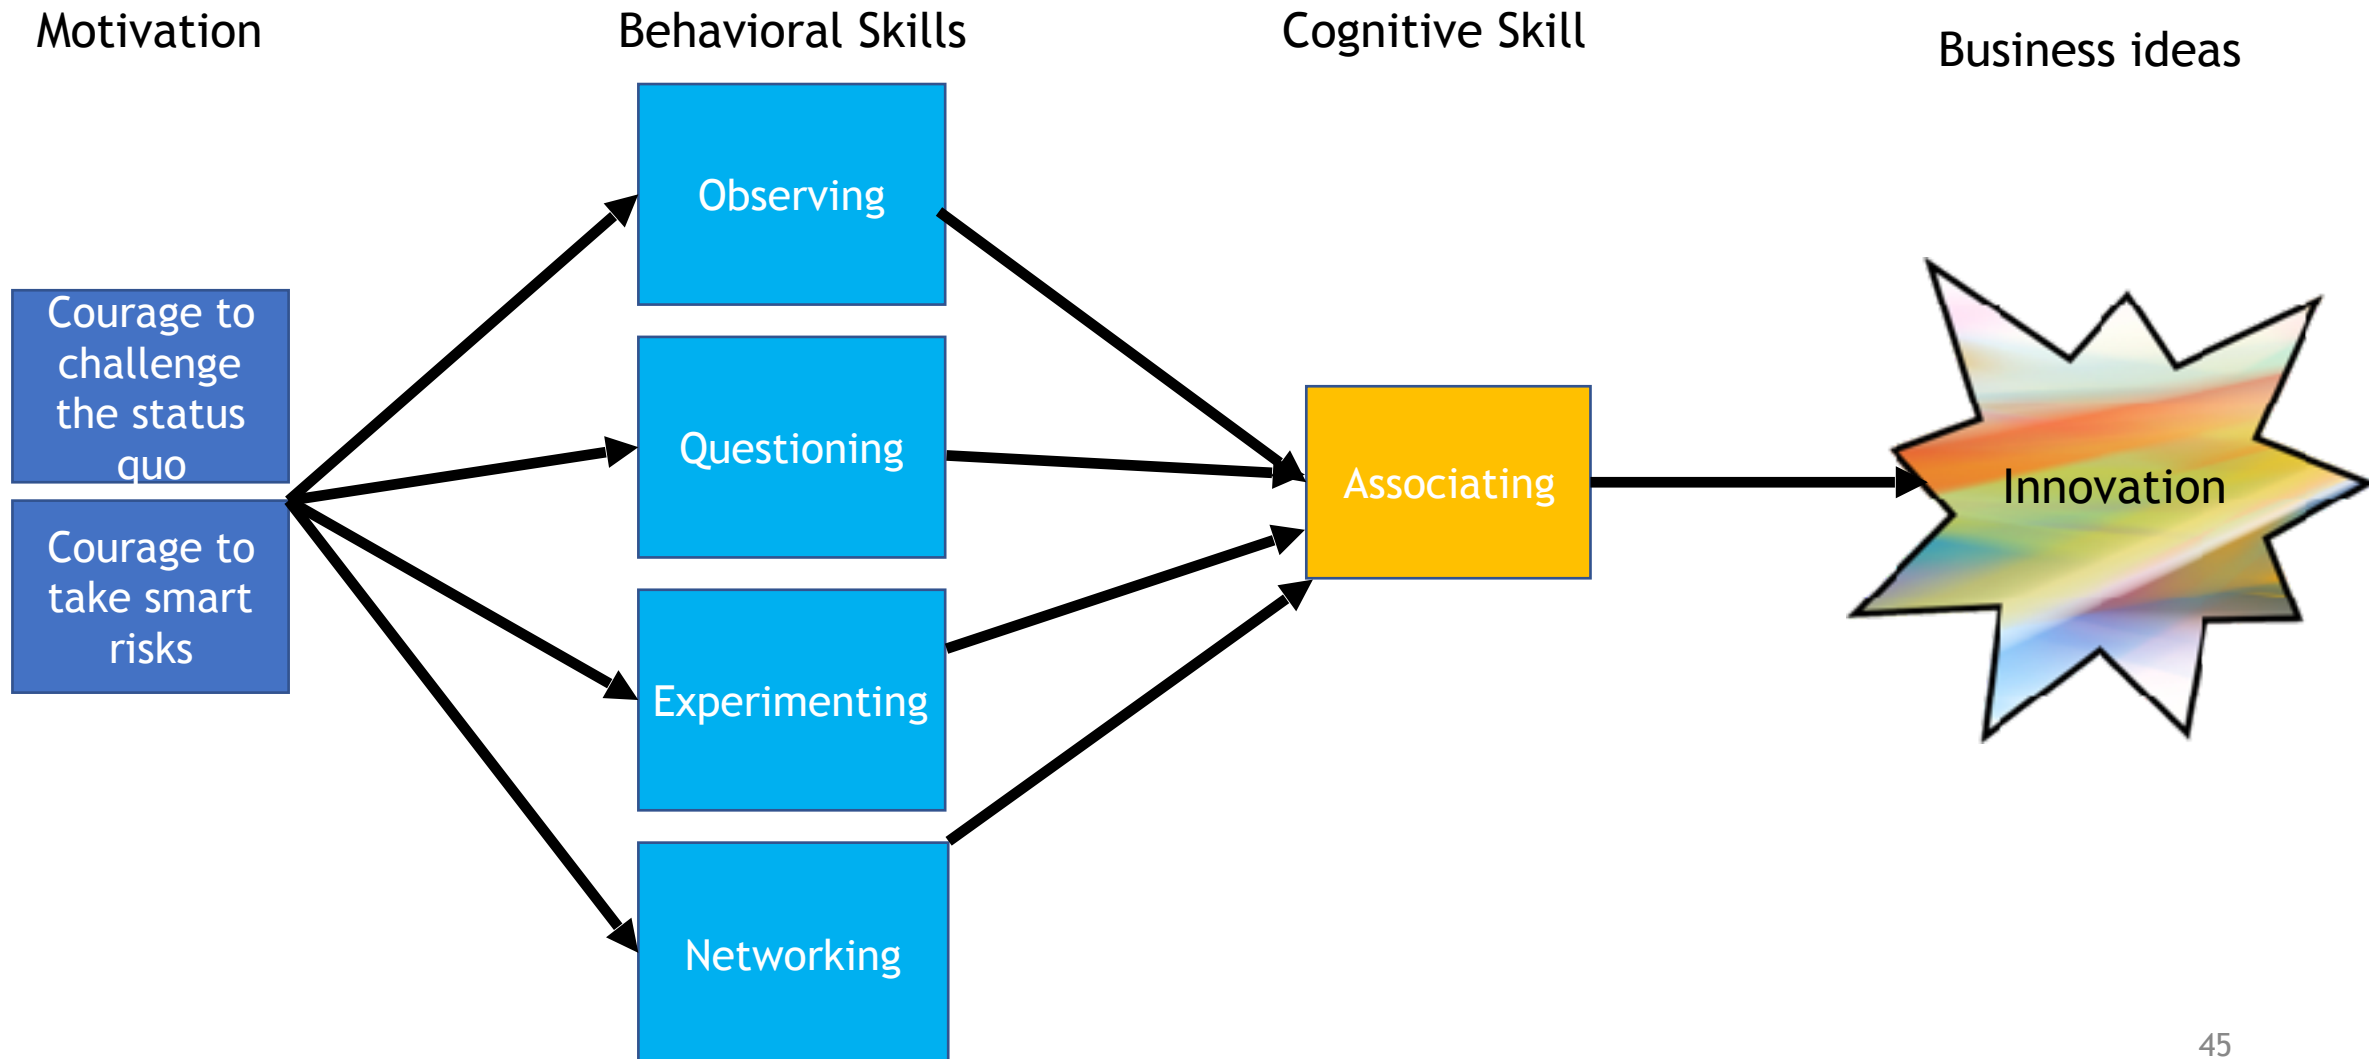 Motivation
Behavioral Skills
Cognitive Skill
Business ideas
Courage to
challenge
the status
quo
Courage to
take smart
risks
Observing
Questioning
Experimenting
Networking
Associating
Innovation
45